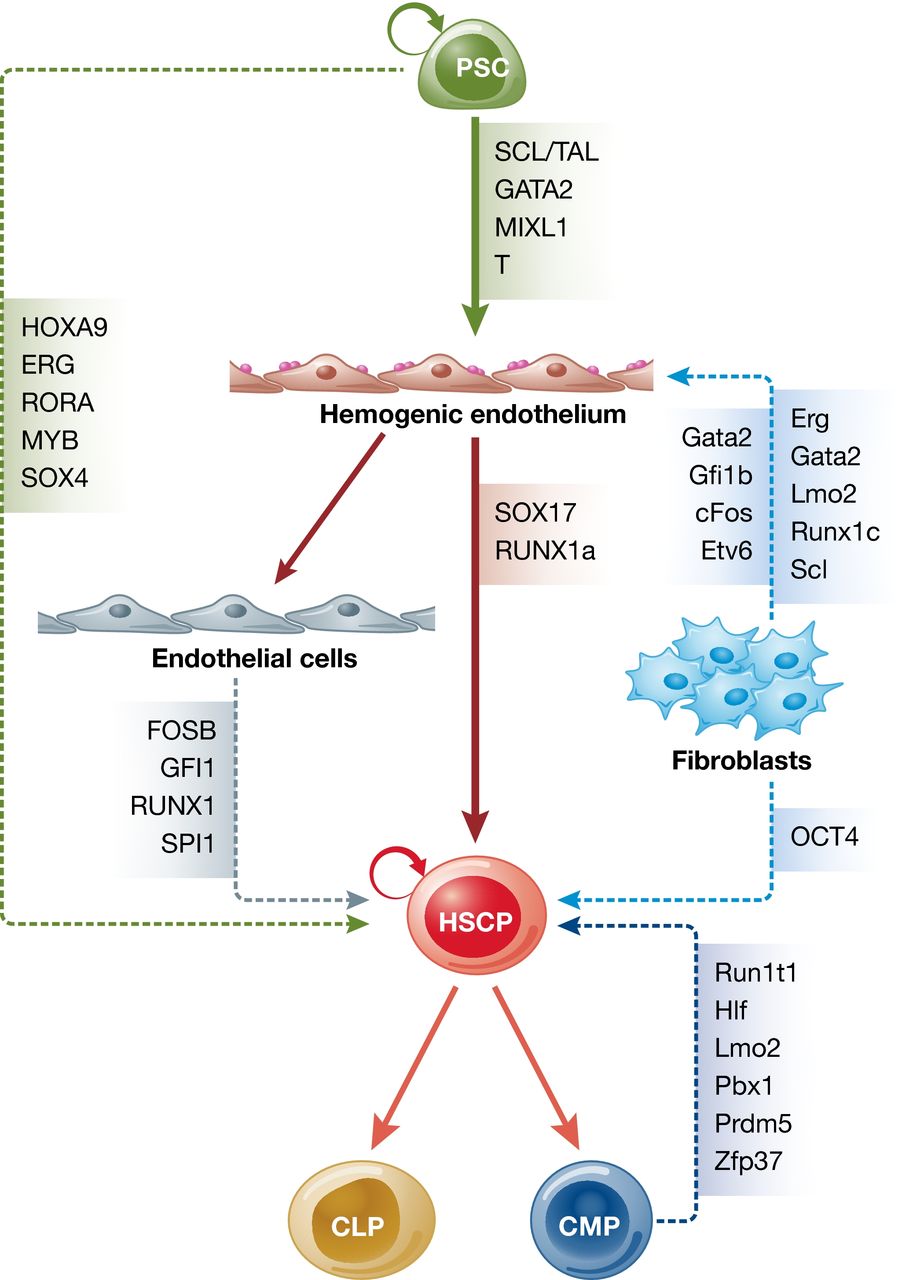 PSC
SCL/TAL
GATA2
MIXL1
T
HOXA9
ERG
RORA
MYB
SOX4
Hemogenic endothelium
Gata2
Gfi1b
cFos
Etv6
Erg
Gata2
Lmo2
Runx1c
Scl
SOX17
RUNX1a
Endothelial cells
Fibroblasts
FOSB
GFI1
RUNX1
SPI1
OCT4
HSCP
Run1t1
Hlf
Lmo2
Pbx1
Prdm5
Zfp37
CLP
CMP